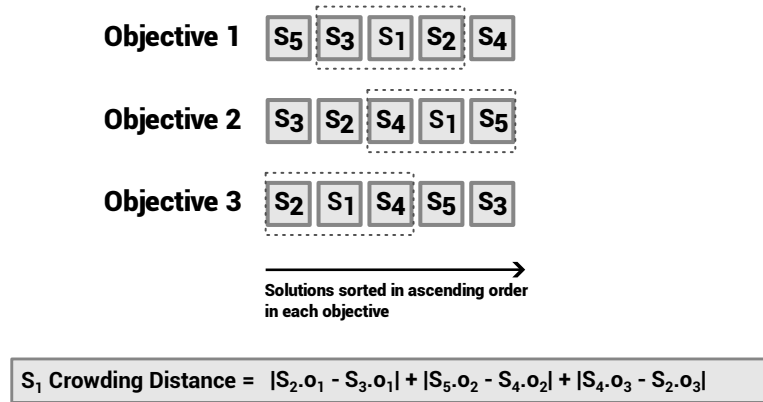 Objective 1 S5 S3 S1 S2 S4
Objective 2 S3 S2 S4 S1 S5
Objective 3 S2 S1 S4 S5 S3
Solutions sorted in ascending order
in each objective
S1 Crowding Distance = |S2.o1 - S3.o1| + |S5.o2 - S4.o2| + |S4.o3 - S2.o3|